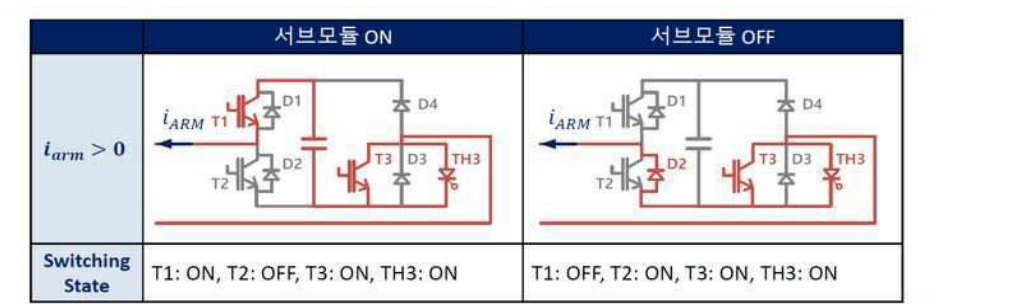 서브모듈 ON
서브모듈 OFF
i_arm > 0
D1
D4
i_ARM T1
D2
T2
T3 D3 TH3
D1
D4
i_ARM T1
D2
T2
T3 D3 TH3
Switching
State
T1: ON, T2: OFF, T3: ON, TH3: ON
T1: OFF, T2: ON, T3: ON, TH3: ON